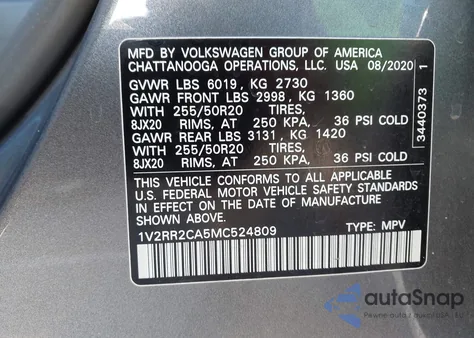 MFD BY VOLKSWAGEN GROUP OF AMERICA
CHATTANOOGA OPERATIONS, LLC. USA 08/2020
GVWR LBS 6019, KG 2730
GAWR FRONT LBS 2998, KG 1360
WITH 255/50R20 TIRES,
8JX20 RIMS, AT 250 KPA, 36 PSI COLD
GAWR REAR LBS 3131, KG 1420
WITH 255/50R20 TIRES,
8JX20 RIMS, AT 250 KPA, 36 PSI COLD
THIS VEHICLE CONFORMS TO ALL APPLICABLE
U.S. FEDERAL MOTOR VEHICLE SAFETY STANDARDS IN
EFFECT ON THE DATE OF MANUFACTURE SHOWN
ABOVE.
1V2RR2CA5MC524809 TYPE: MPV
3440373 1
autoSnap